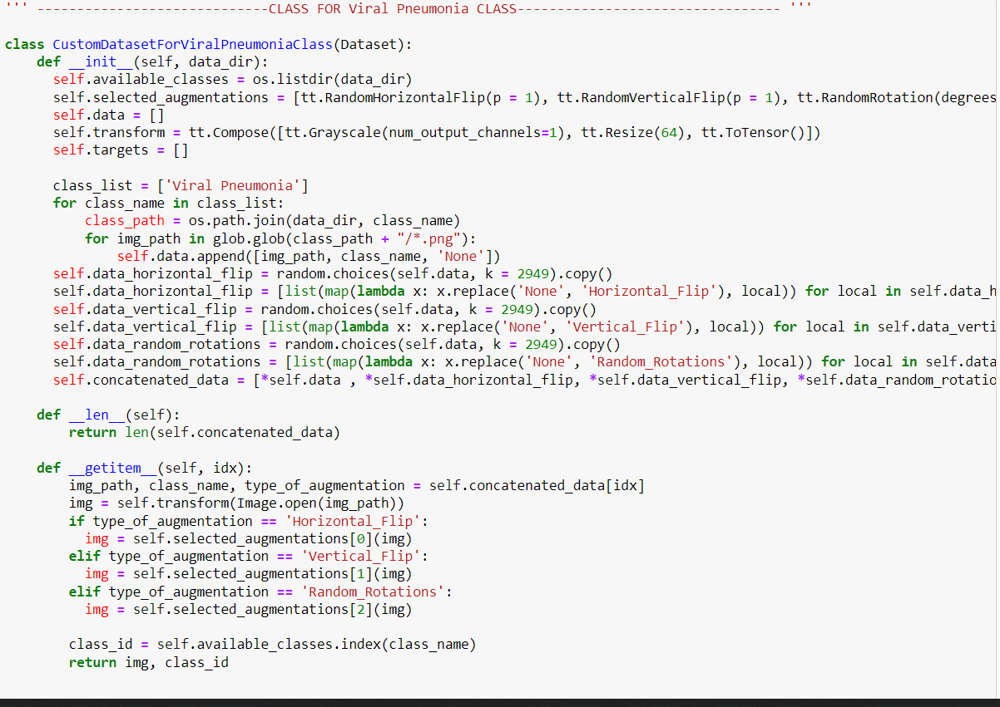 ''' -----------------------------CLASS FOR Viral Pneumonia CLASS--------------------------------- '''
class CustomDatasetForViralPneumoniaClass(Dataset):
    def __init__(self, data_dir):
      self.available_classes = os.listdir(data_dir)
      self.selected_augmentations = [tt.RandomHorizontalFlip(p = 1), tt.RandomVerticalFlip(p = 1), tt.RandomRotation(degrees
      self.data = []
      self.transform = tt.Compose([tt.Grayscale(num_output_channels=1), tt.Resize(64), tt.ToTensor()])
      self.targets = []
      class_list = ['Viral Pneumonia']
      for class_name in class_list:
          class_path = os.path.join(data_dir, class_name)
          for img_path in glob.glob(class_path + "/*.png"):
              self.data.append([img_path, class_name, 'None'])
      self.data_horizontal_flip = random.choices(self.data, k = 2949).copy()
      self.data_horizontal_flip = [list(map(lambda x: x.replace('None', 'Horizontal_Flip'), local)) for local in self.data_h
      self.data_vertical_flip = random.choices(self.data, k = 2949).copy()
      self.data_vertical_flip = [list(map(lambda x: x.replace('None', 'Vertical_Flip'), local)) for local in self.data_verti
      self.data_random_rotations = random.choices(self.data, k = 2949).copy()
      self.data_random_rotations = [list(map(lambda x: x.replace('None', 'Random_Rotations'), local)) for local in self.data
      self.concatenated_data = [*self.data , *self.data_horizontal_flip, *self.data_vertical_flip, *self.data_random_rotatio
    def __len__(self):
        return len(self.concatenated_data)
    def __getitem__(self, idx):
        img_path, class_name, type_of_augmentation = self.concatenated_data[idx]
        img = self.transform(Image.open(img_path))
        if type_of_augmentation == 'Horizontal_Flip':
          img = self.selected_augmentations[0](img)
        elif type_of_augmentation == 'Vertical_Flip':
          img = self.selected_augmentations[1](img)
        elif type_of_augmentation == 'Random_Rotations':
          img = self.selected_augmentations[2](img)
        class_id = self.available_classes.index(class_name)
        return img, class_id